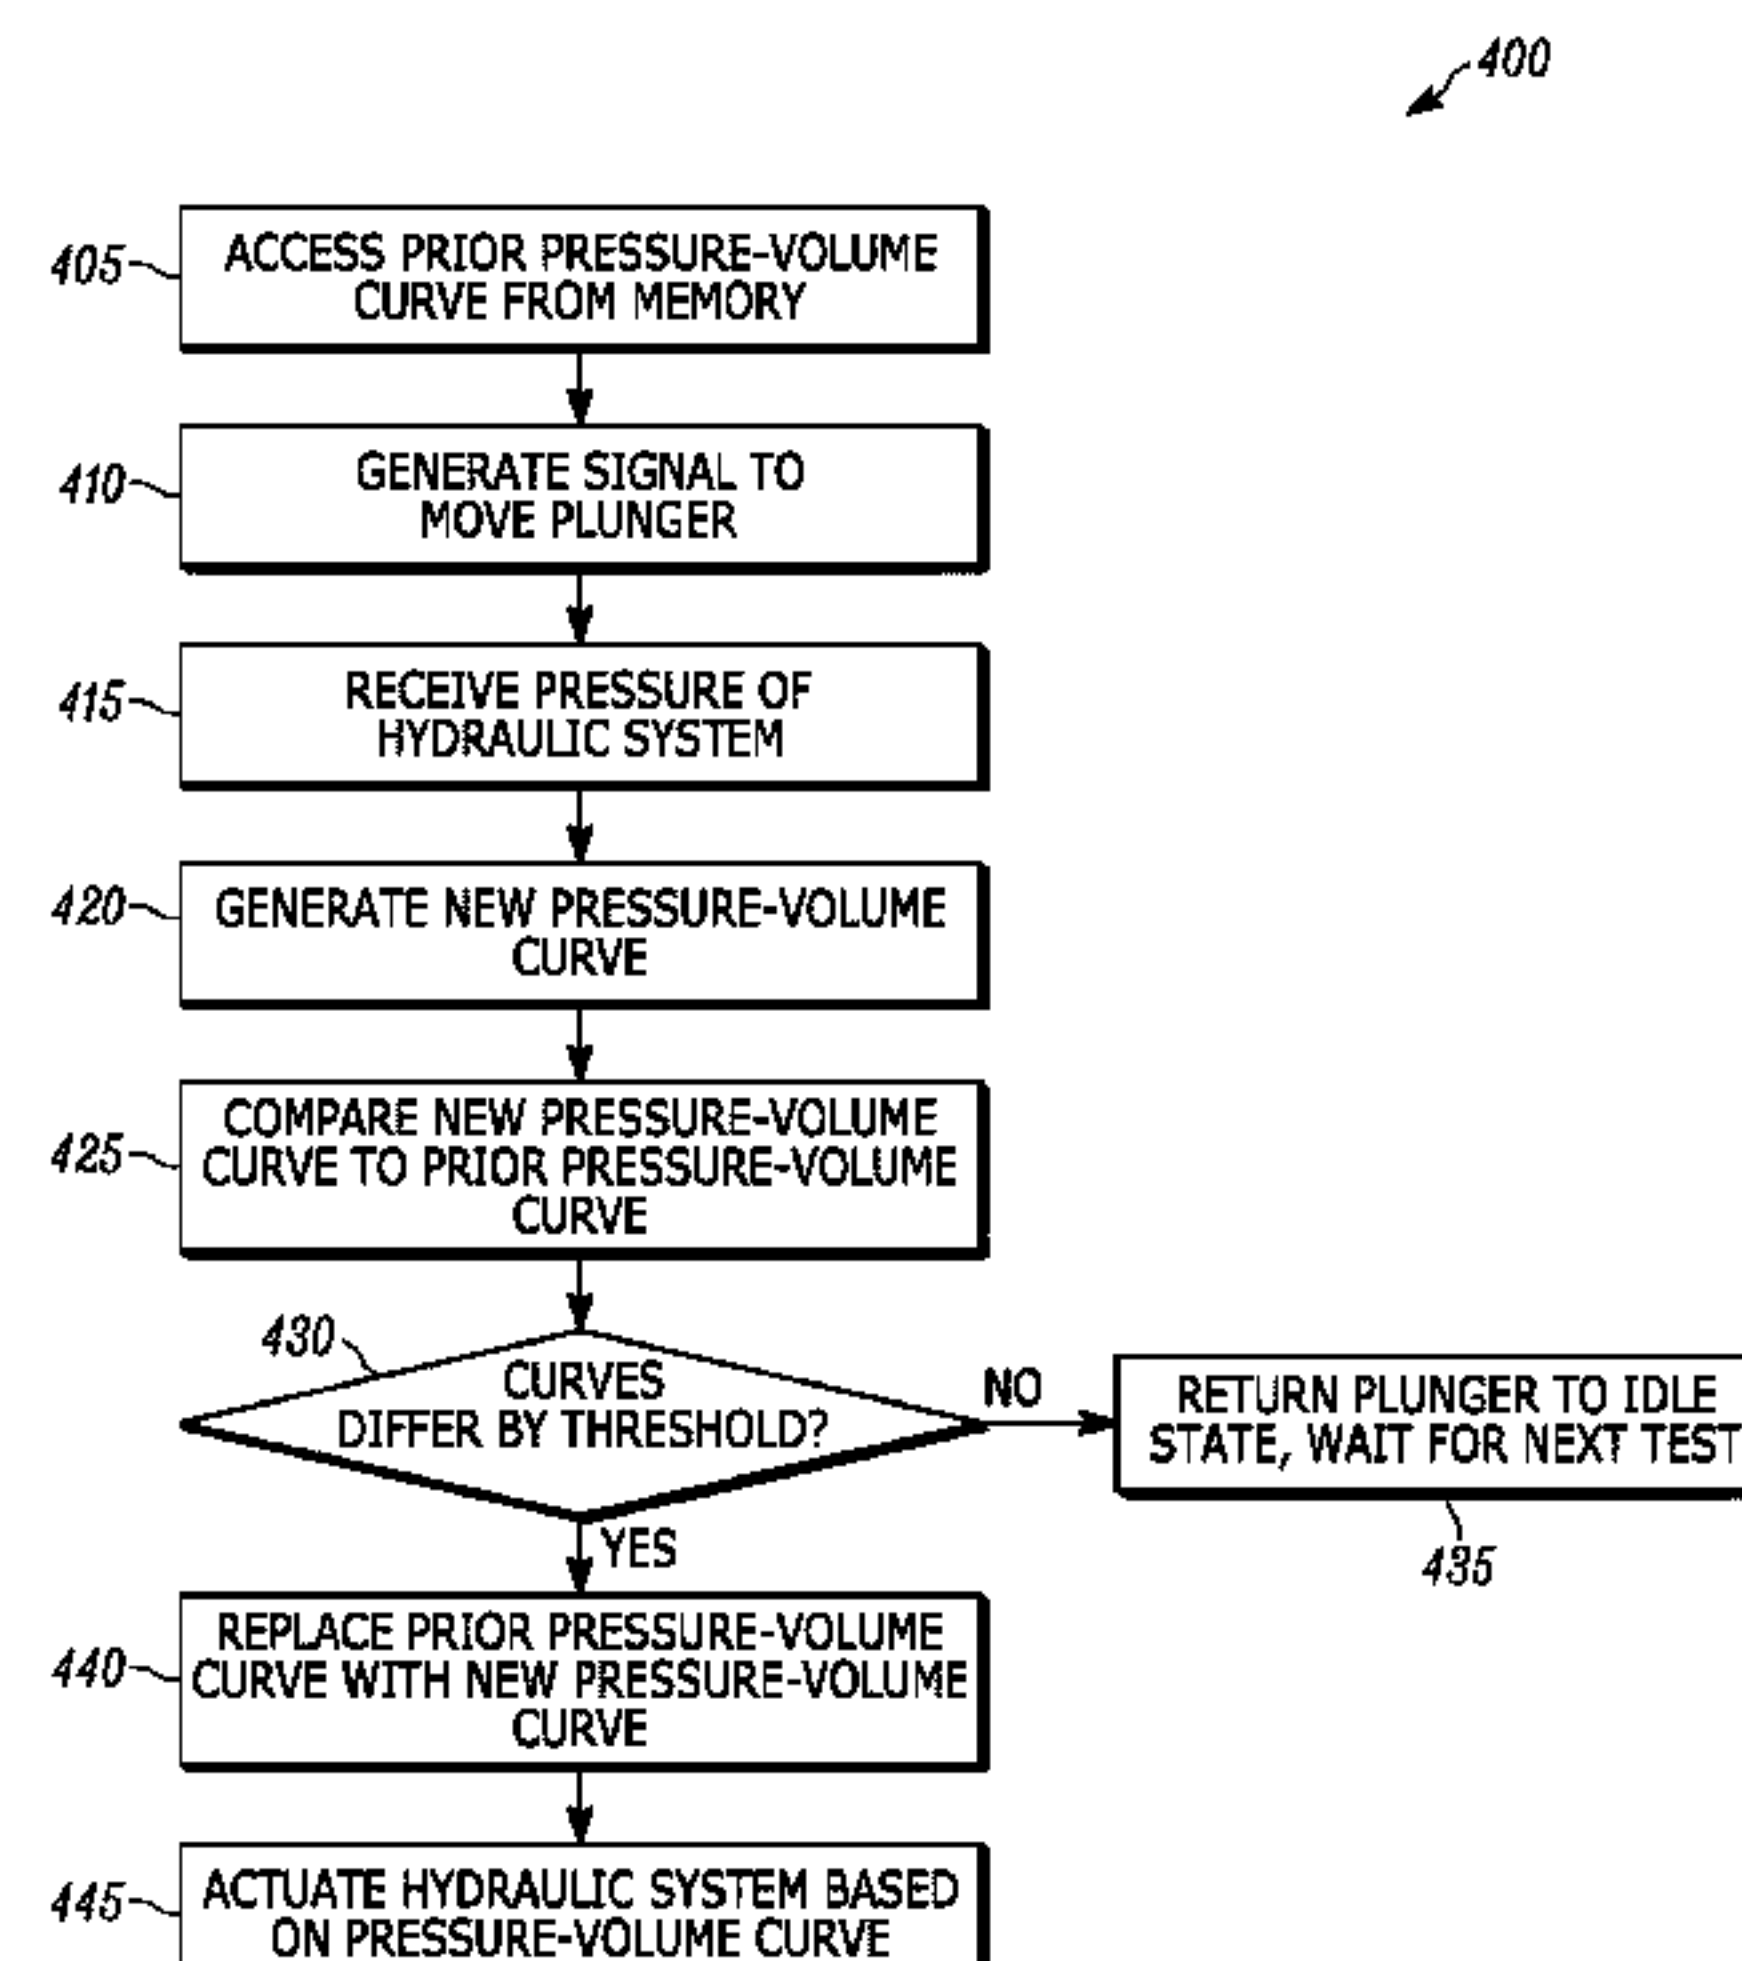 400
405
ACCESS PRIOR PRESSURE-VOLUME
CURVE FROM MEMORY
410
GENERATE SIGNAL TO
MOVE PLUNGER
415
RECEIVE PRESSURE OF
HYDRAULIC SYSTEM
420
GENERATE NEW PRESSURE-VOLUME
CURVE
425
COMPARE NEW PRESSURE-VOLUME
CURVE TO PRIOR PRESSURE-VOLUME
CURVE
430
CURVES
DIFFER BY THRESHOLD?
NO
RETURN PLUNGER TO IDLE
STATE, WAIT FOR NEXT TEST
435
YES
440
REPLACE PRIOR PRESSURE-VOLUME
CURVE WITH NEW PRESSURE-VOLUME
CURVE
445
ACTUATE HYDRAULIC SYSTEM BASED
ON PRESSURE-VOLUME CURVE